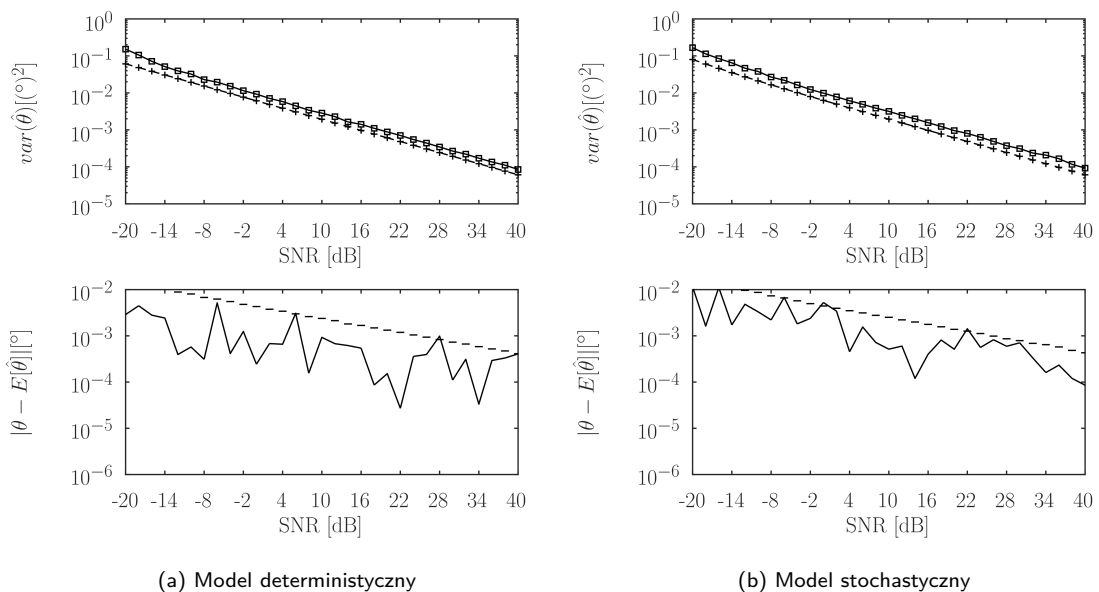 10⁰
10⁻¹
10⁻²
10⁻³
10⁻⁴
10⁻⁵
var(θ̂)[(°)²]
-20 -14 -8 -2 4 10 16 22 28 34 40
SNR [dB]
10⁰
10⁻¹
10⁻²
10⁻³
10⁻⁴
10⁻⁵
var(θ̂)[(°)²]
-20 -14 -8 -2 4 10 16 22 28 34 40
SNR [dB]
10⁻²
10⁻³
10⁻⁴
10⁻⁵
10⁻⁶
|θ − E[θ̂]|[°]
-20 -14 -8 -2 4 10 16 22 28 34 40
SNR [dB]
10⁻²
10⁻³
10⁻⁴
10⁻⁵
10⁻⁶
|θ − E[θ̂]|[°]
-20 -14 -8 -2 4 10 16 22 28 34 40
SNR [dB]
(a) Model deterministyczny
(b) Model stochastyczny